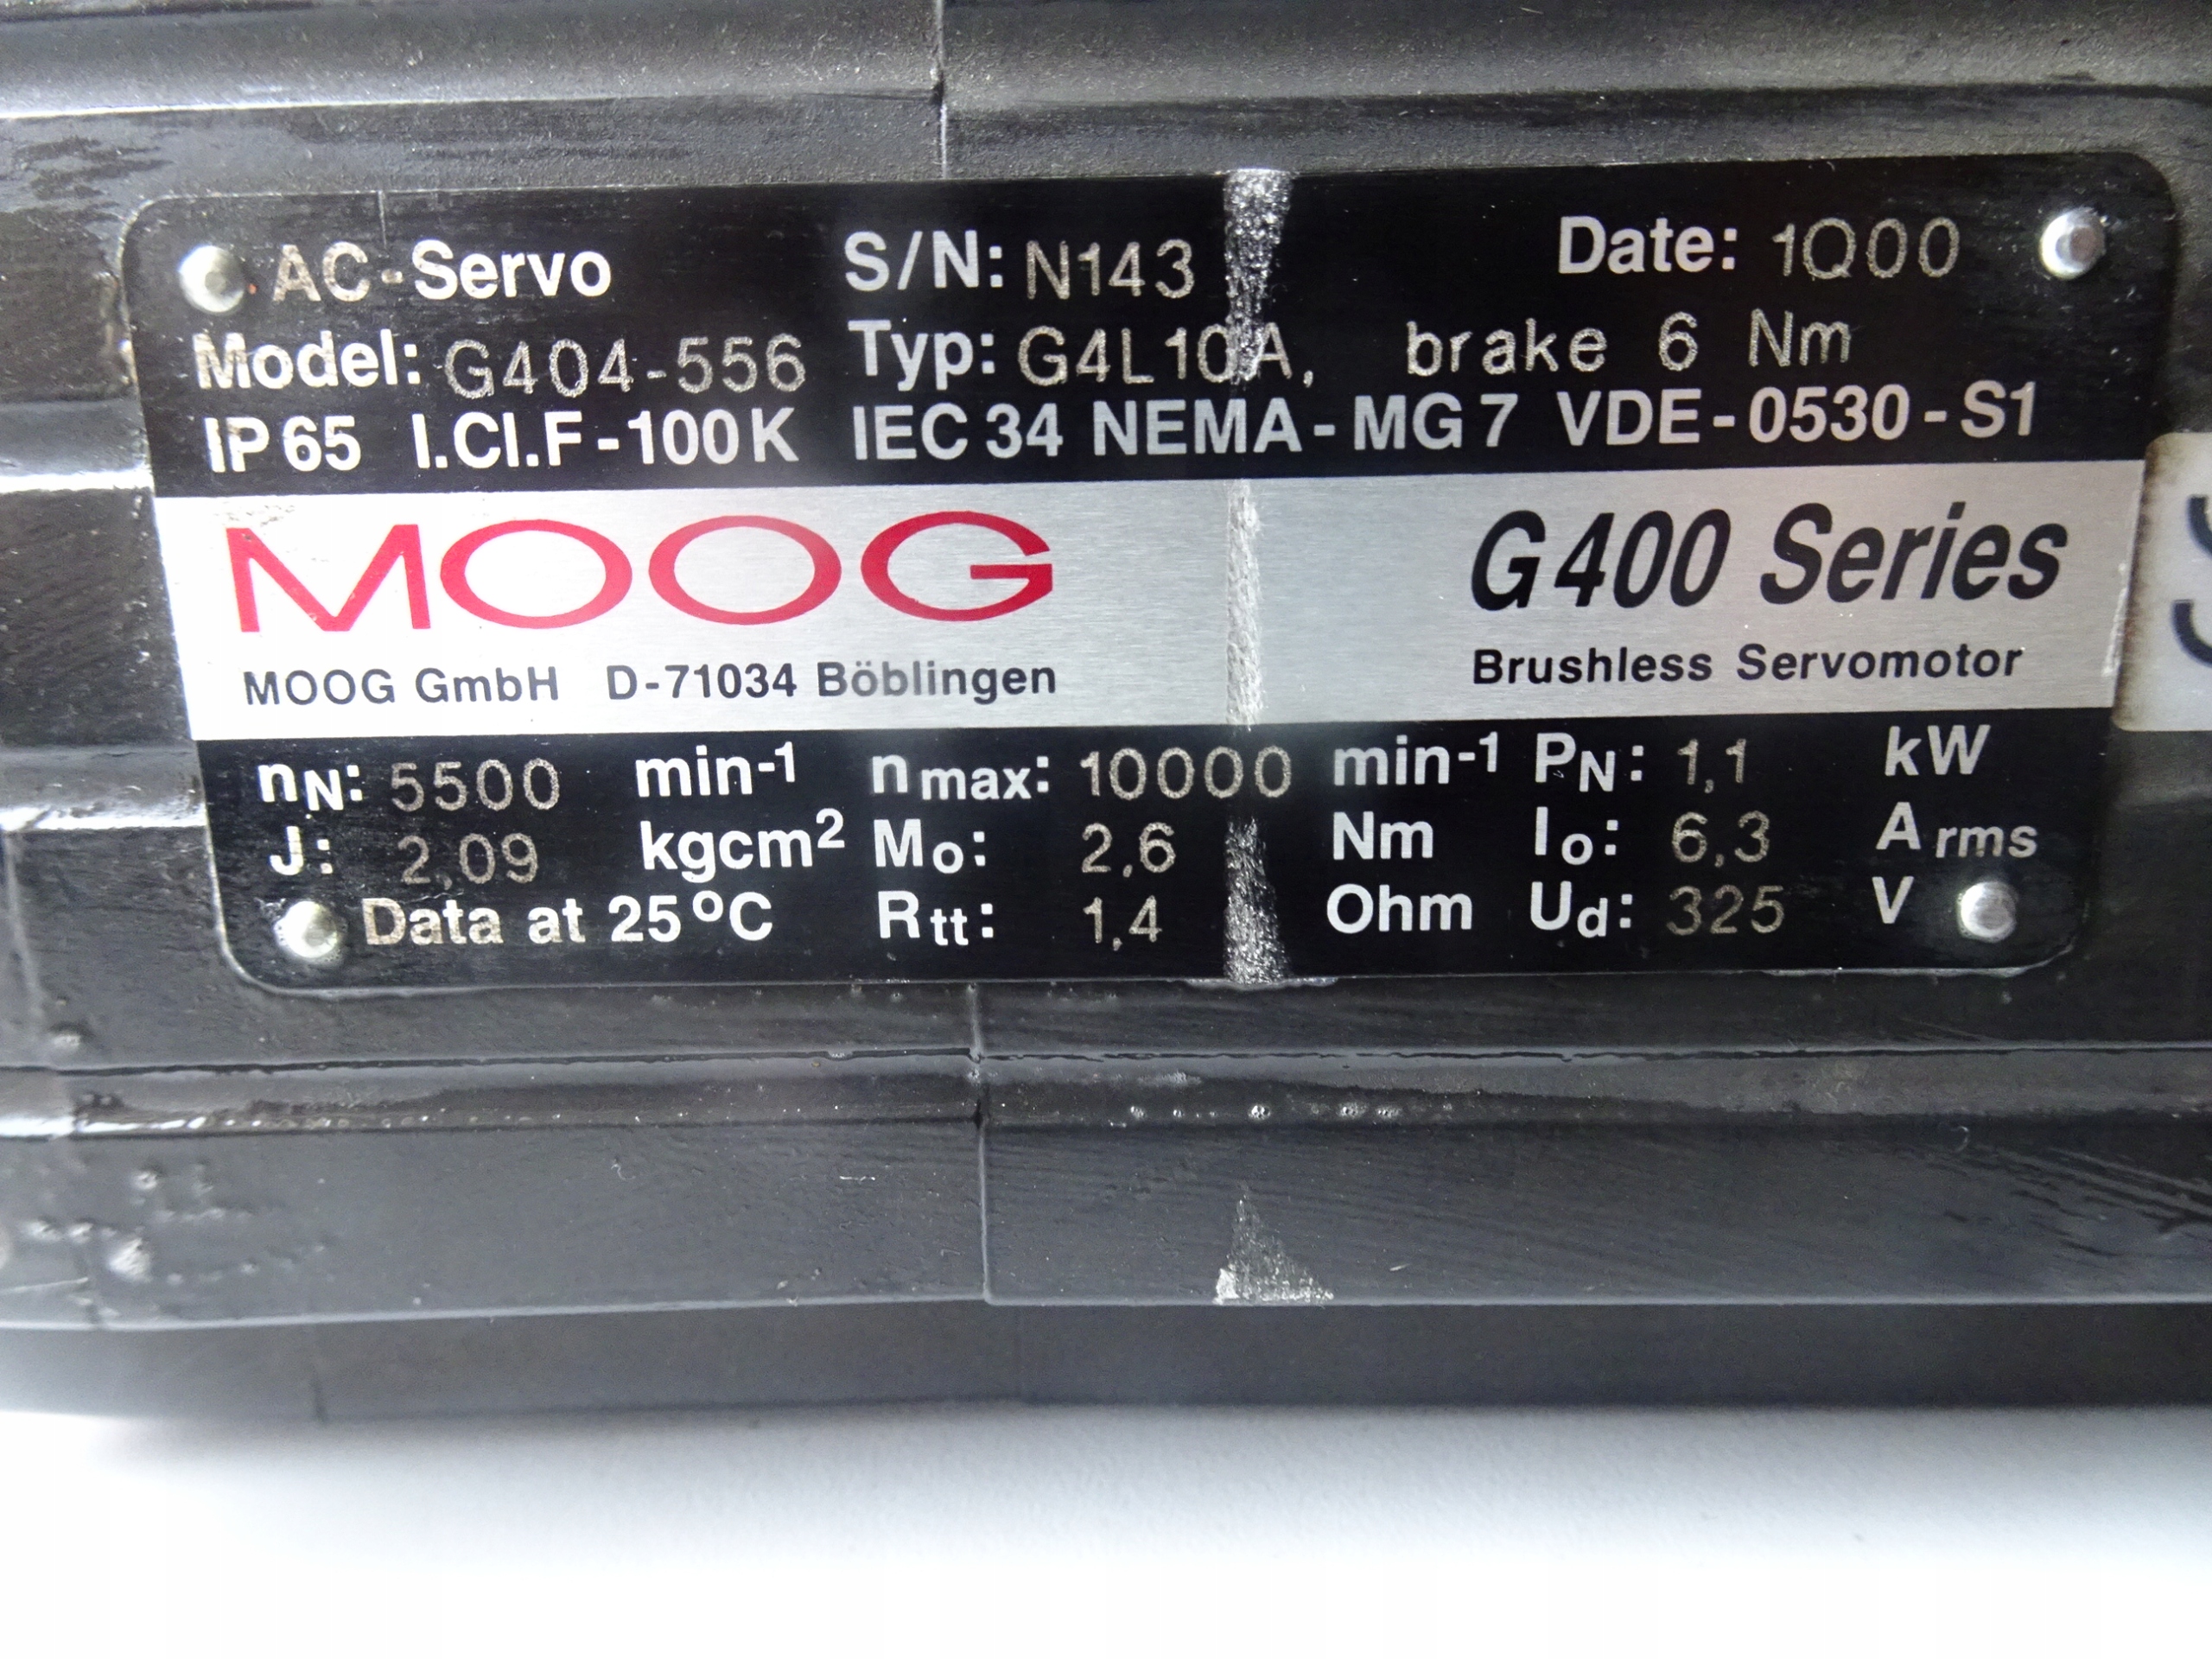 AC-Servo S/N: N143 Date: 1Q00
Model: G404-556 Typ: G4L10A, brake 6 Nm
IP 65 I.Cl.F-100K IEC 34 NEMA-MG7 VDE-0530-S1
MOOG G400 Series
MOOG GmbH D-71034 Böblingen Brushless Servomotor
nN: 5500 min-1 nmax: 10000 min-1 PN: 1,1 kW
J: 2,09 kgcm² Mo: 2,6 Nm Io: 6,3 Arms
Data at 25°C Rtt: 1,4 Ohm Ud: 325 V